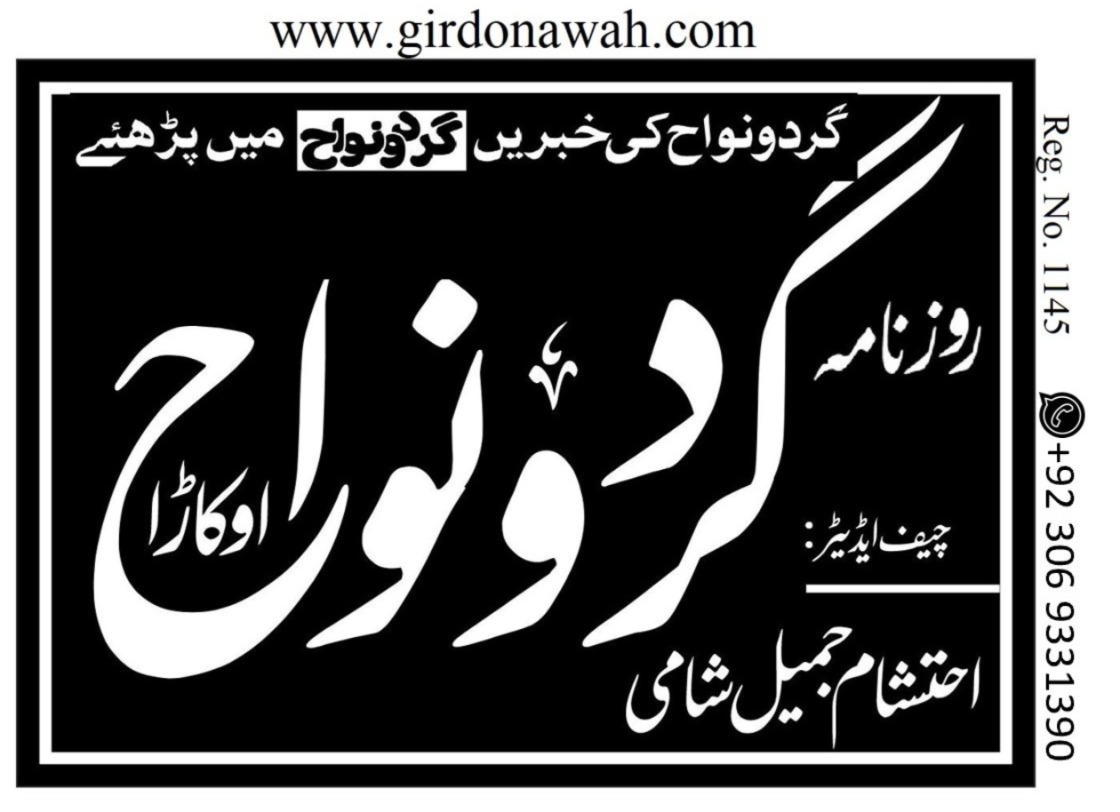 www.girdonawah.com
گردونواح کی خبریں گردونواح میں پڑھئے
روزنامہ
گردونواح
اوکاڑا
چیف ایڈیٹر:
احتشام جمیل شامی
Reg. No. 1145
+92 306 9331390